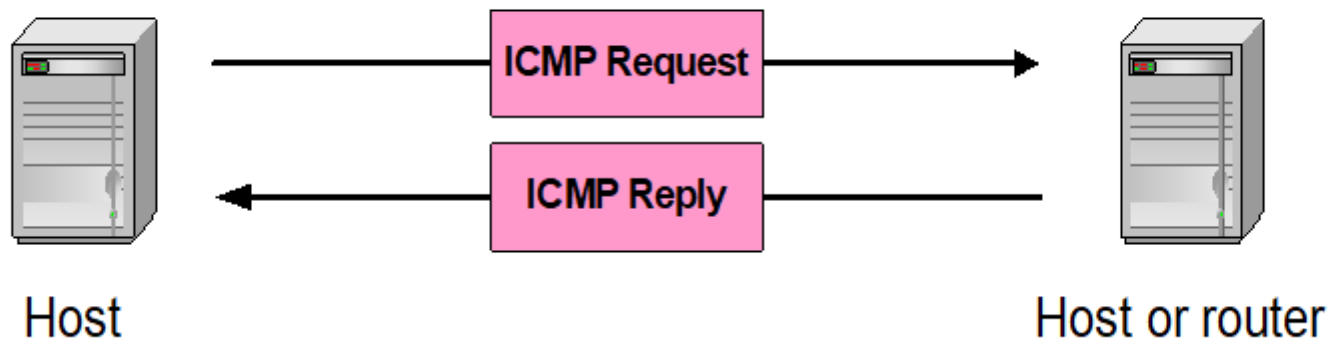 ICMP Request
ICMP Reply
Host
Host or router